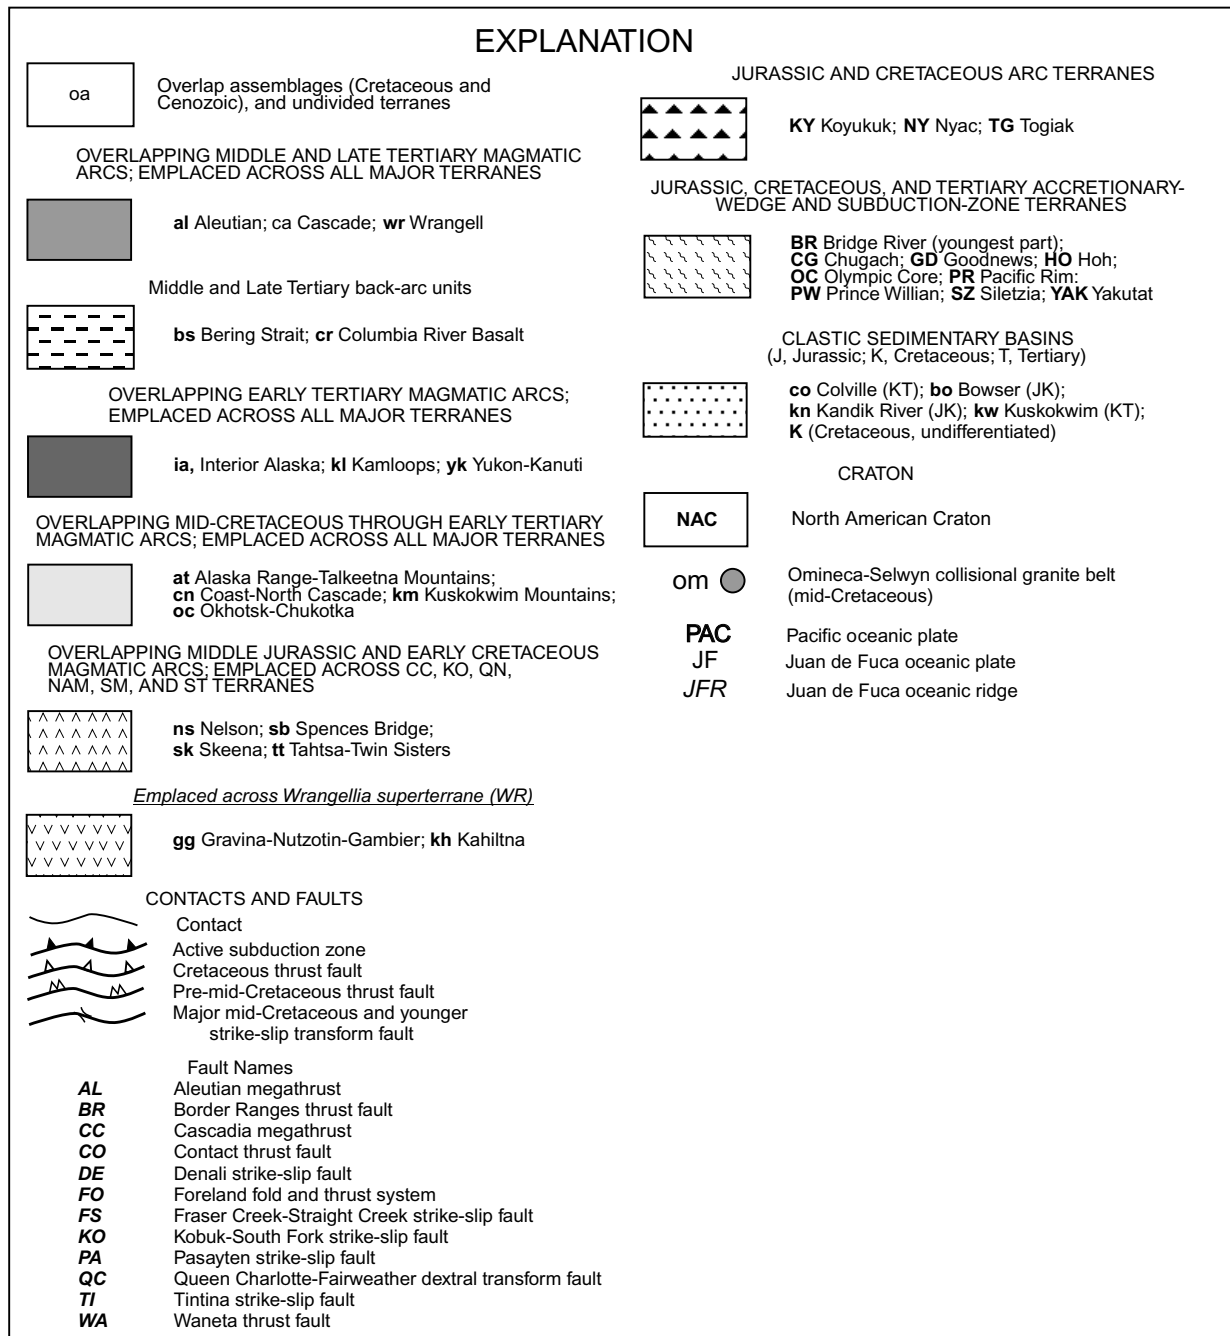 EXPLANATION
oa
Overlap assemblages (Cretaceous and
Cenozoic), and undivided terranes
OVERLAPPING MIDDLE AND LATE TERTIARY MAGMATIC
ARCS; EMPLACED ACROSS ALL MAJOR TERRANES
al Aleutian; ca Cascade; wr Wrangell
Middle and Late Tertiary back-arc units
bs Bering Strait; cr Columbia River Basalt
OVERLAPPING EARLY TERTIARY MAGMATIC ARCS;
EMPLACED ACROSS ALL MAJOR TERRANES
ia, Interior Alaska; kl Kamloops; yk Yukon-Kanuti
OVERLAPPING MID-CRETACEOUS THROUGH EARLY TERTIARY
MAGMATIC ARCS; EMPLACED ACROSS ALL MAJOR TERRANES
at Alaska Range-Talkeetna Mountains;
cn Coast-North Cascade; km Kuskokwim Mountains;
oc Okhotsk-Chukotka
OVERLAPPING MIDDLE JURASSIC AND EARLY CRETACEOUS
MAGMATIC ARCS; EMPLACED ACROSS CC, KO, QN,
NAM, SM, AND ST TERRANES
ns Nelson; sb Spences Bridge;
sk Skeena; tt Tahtsa-Twin Sisters
Emplaced across Wrangellia superterrane (WR)
gg Gravina-Nutzotin-Gambier; kh Kahiltna
CONTACTS AND FAULTS
Contact
Active subduction zone
Cretaceous thrust fault
Pre-mid-Cretaceous thrust fault
Major mid-Cretaceous and younger
strike-slip transform fault
Fault Names
AL Aleutian megathrust
BR Border Ranges thrust fault
CC Cascadia megathrust
CO Contact thrust fault
DE Denali strike-slip fault
FO Foreland fold and thrust system
FS Fraser Creek-Straight Creek strike-slip fault
KO Kobuk-South Fork strike-slip fault
PA Pasayten strike-slip fault
QC Queen Charlotte-Fairweather dextral transform fault
TI Tintina strike-slip fault
WA Waneta thrust fault
JURASSIC AND CRETACEOUS ARC TERRANES
KY Koyukuk; NY Nyac; TG Togiak
JURASSIC, CRETACEOUS, AND TERTIARY ACCRETIONARY-
WEDGE AND SUBDUCTION-ZONE TERRANES
BR Bridge River (youngest part);
CG Chugach; GD Goodnews; HO Hoh;
OC Olympic Core; PR Pacific Rim:
PW Prince Willian; SZ Siletzia; YAK Yakutat
CLASTIC SEDIMENTARY BASINS
(J, Jurassic; K, Cretaceous; T, Tertiary)
co Colville (KT); bo Bowser (JK);
kn Kandik River (JK); kw Kuskokwim (KT);
K (Cretaceous, undifferentiated)
CRATON
NAC North American Craton
om Omineca-Selwyn collisional granite belt
(mid-Cretaceous)
PAC Pacific oceanic plate
JF Juan de Fuca oceanic plate
JFR Juan de Fuca oceanic ridge